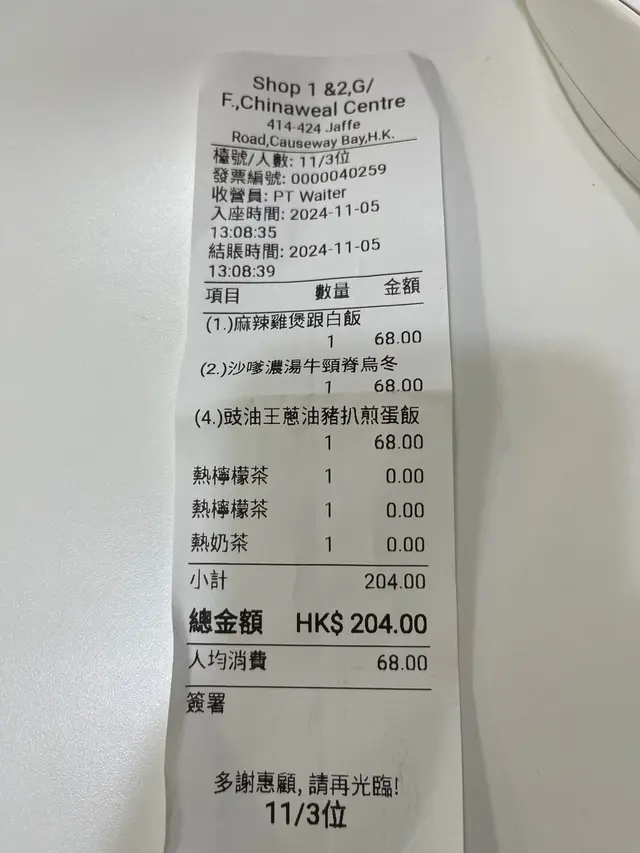 Shop 1 &2,G/
F.,Chinaweal Centre
414-424 Jaffe
Road,Causeway Bay,H.K.
檯號/人數: 11/3位
發票編號: 0000040259
收營員: PT Waiter
入座時間: 2024-11-05
13:08:35
結賬時間: 2024-11-05
13:08:39
項目 數量 金額
(1.)麻辣雞煲跟白飯
1 68.00
(2.)沙嗲濃湯牛頸脊烏冬
1 68.00
(4.)豉油王蔥油豬扒煎蛋飯
1 68.00
熱檸檬茶 1 0.00
熱檸檬茶 1 0.00
熱奶茶 1 0.00
小計 204.00
總金額 HK$ 204.00
人均消費 68.00
簽署
多謝惠顧, 請再光臨!
11/3位